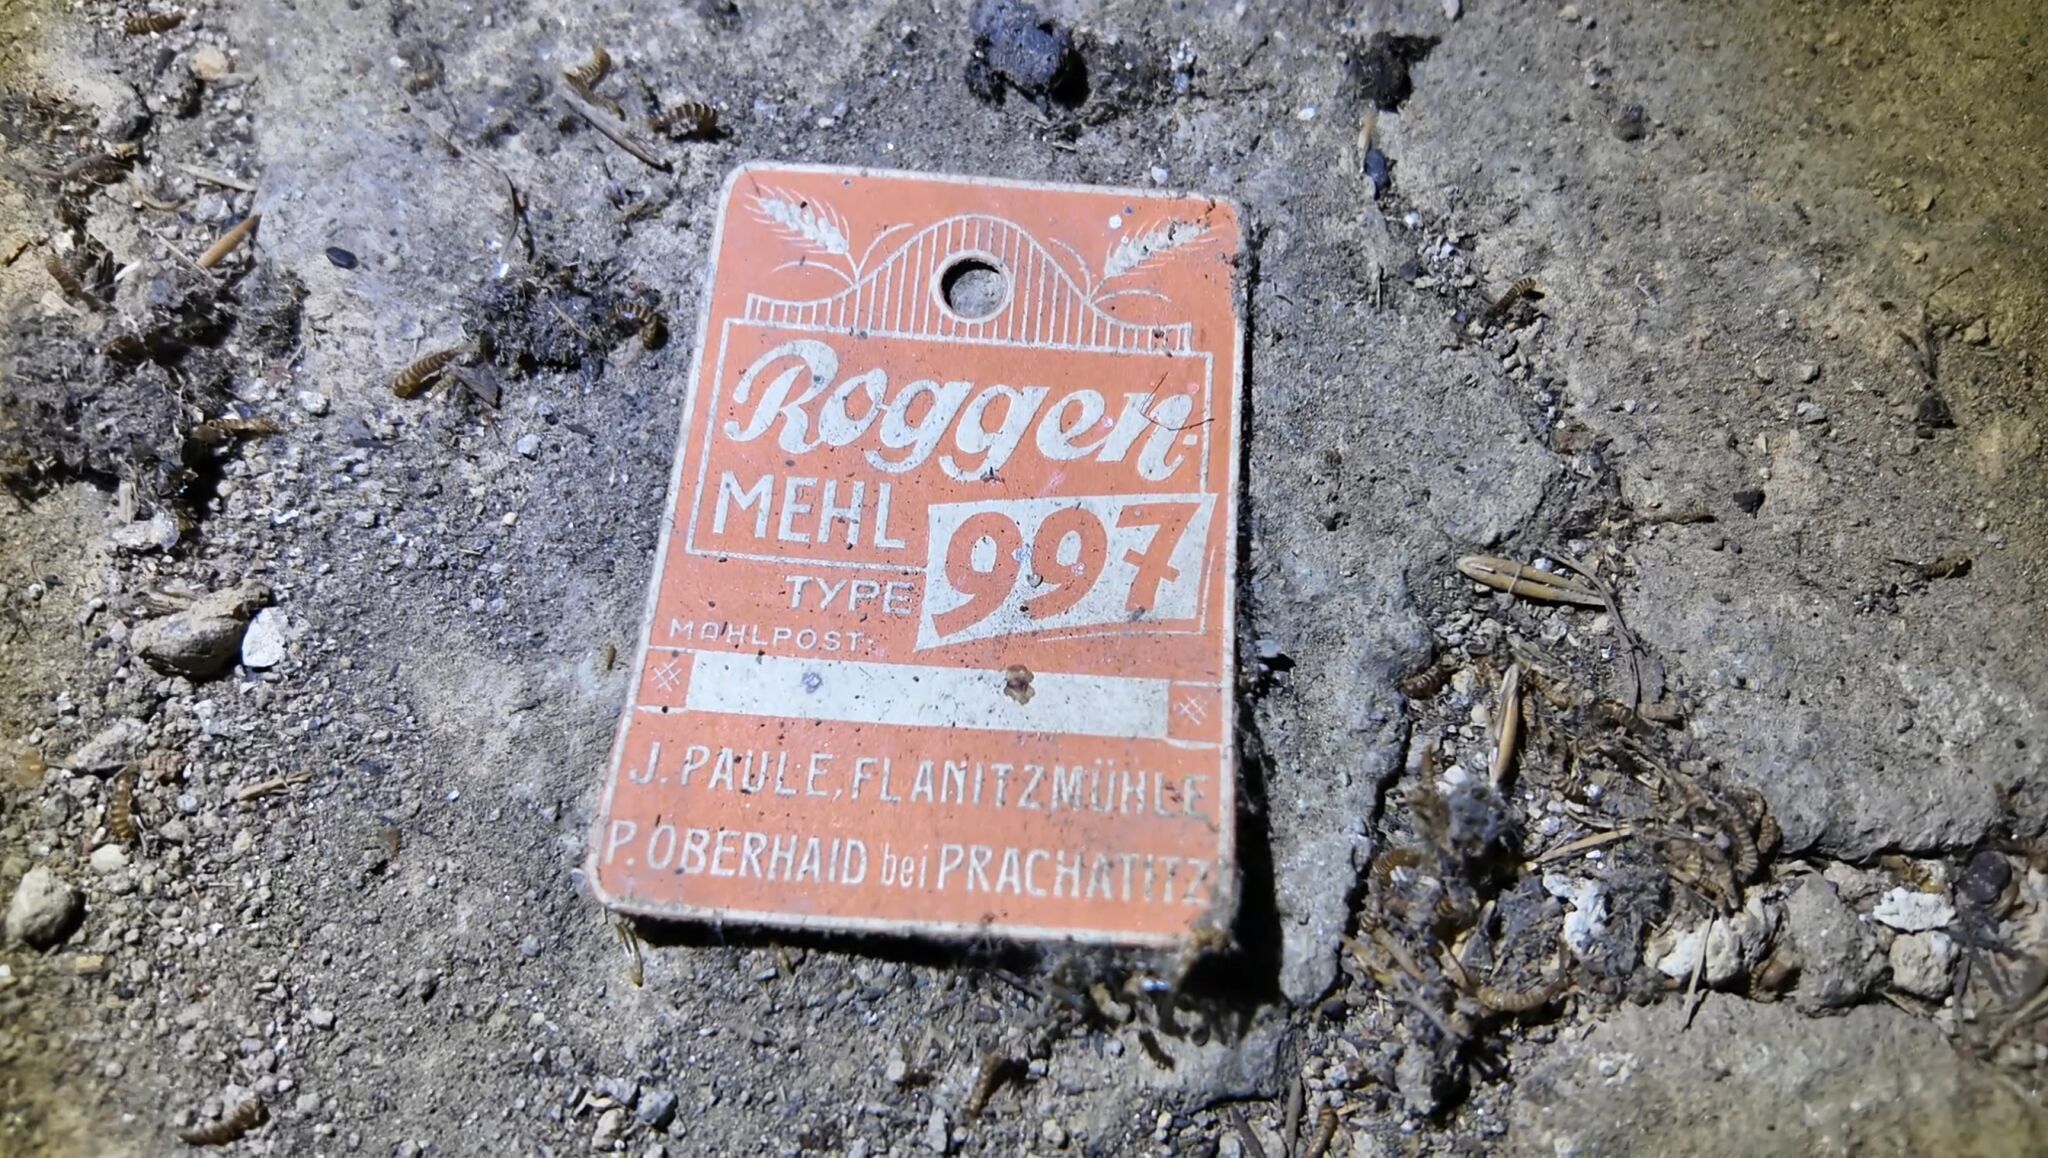 Roggen-
MEHL
TYPE 997
MAHLPOST:
J. PAULE, FLANITZMÜHLE
P. OBERHAID bei PRACHATITZ